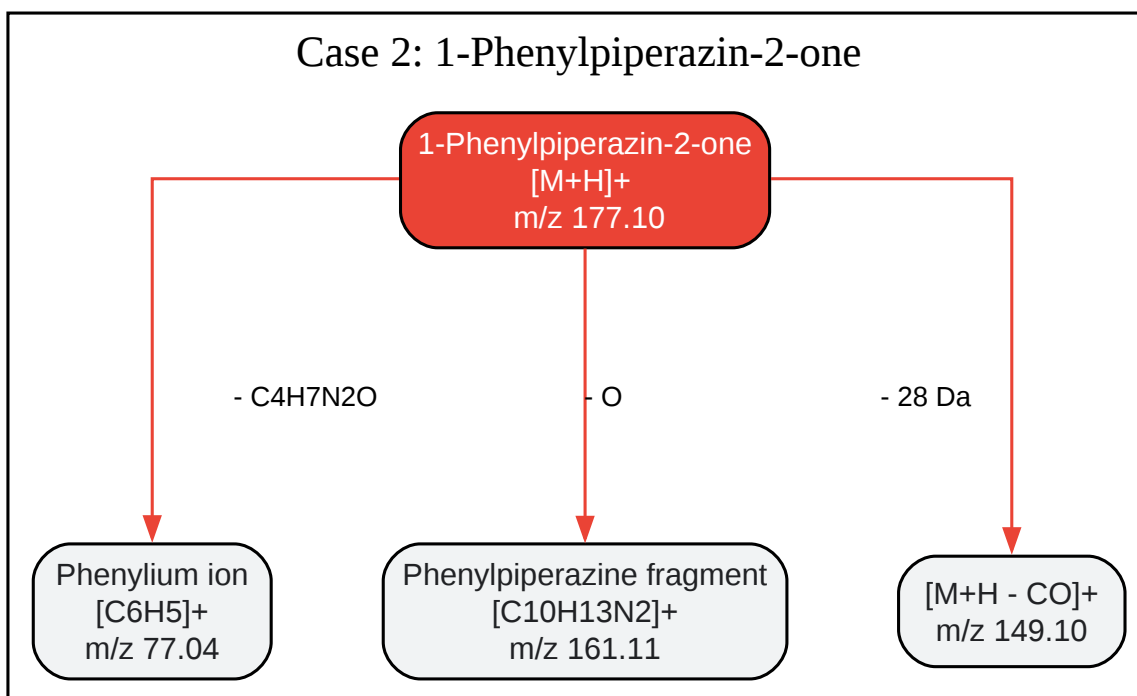 Case 2: 1-Phenylpiperazin-2-one
1-Phenylpiperazin-2-one
[M+H]+
m/z 177.10
- C4H7N2O
- O
- 28 Da
Phenylium ion
[C6H5]+
m/z 77.04
Phenylpiperazine fragment
[C10H13N2]+
m/z 161.11
[M+H - CO]+
m/z 149.10